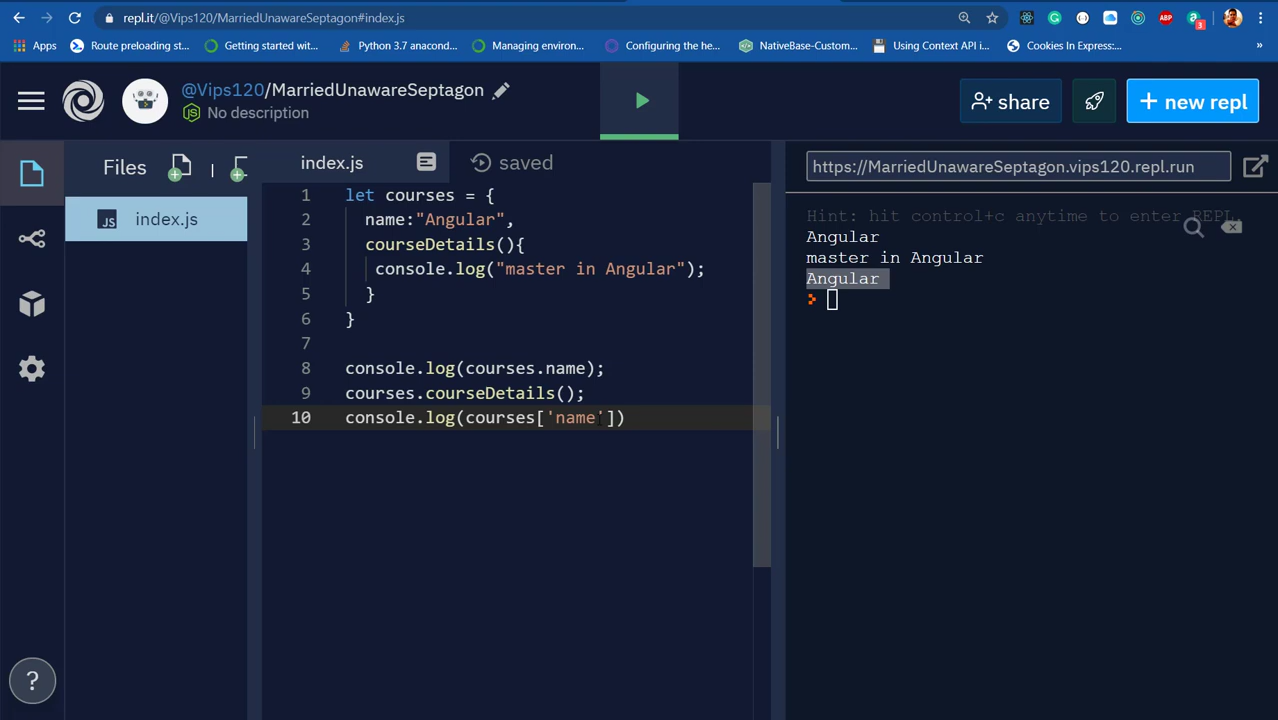 repl.it/@Vips120/MarriedUnawareSeptagon#index.js
ABP
3
Apps
Route preloading st...
Getting started wit...
Python 3.7 anacond...
Managing environ...
Configuring the he...
NativeBase-Custom...
Using Context API i...
Cookies In Express:...
»
@Vips120/MarriedUnawareSeptagon
No description
share
+ new repl
Files
index.js
saved
https://MarriedUnawareSeptagon.vips120.repl.run
JS index.js
1 let courses = {
2 name:"Angular",
3 courseDetails(){
4 console.log("master in Angular");
5 }
6 }
7
8 console.log(courses.name);
9 courses.courseDetails();
10 console.log(courses['name'])
Hint: hit control+c anytime to enter REPL.
Angular
master in Angular
Angular
>
?